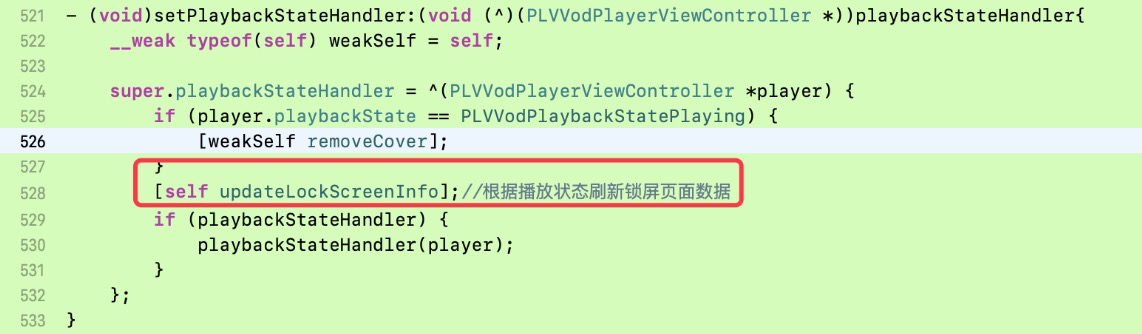 521 - (void)setPlaybackStateHandler:(void (^)(PLVVodPlayerViewController *))playbackStateHandler{
522     __weak typeof(self) weakSelf = self;
523
524     super.playbackStateHandler = ^(PLVVodPlayerViewController *player) {
525         if (player.playbackState == PLVVodPlaybackStatePlaying) {
526             [weakSelf removeCover];
527         }
528         [self updateLockScreenInfo];//根据播放状态刷新锁屏页面数据
529         if (playbackStateHandler) {
530             playbackStateHandler(player);
531         }
532     };
533 }